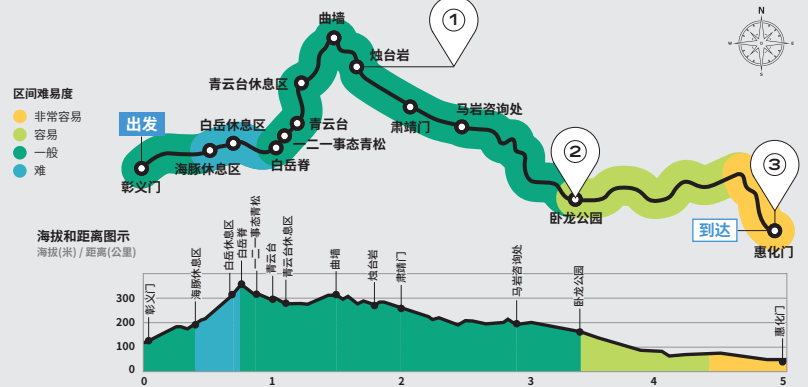 曲墙
1
N
W
E
S
烛台岩
青云台休息区
区间难易度
非常容易
容易
一般
难
出发
白岳休息区
青云台
肃靖门
马岩咨询处
一二一事态青松
海豚休息区
白岳脊
彰义门
2
3
卧龙公园
到达
惠化门
海拔和距离图示
海拔(米) / 距离(公里)
彰义门
海豚休息区
白岳休息区
白岳脊
一二一事态青松
青云台
青云台休息区
曲墙
烛台岩
肃靖门
马岩咨询处
卧龙公园
惠化门
300
200
100
0
0
1
2
3
4
5